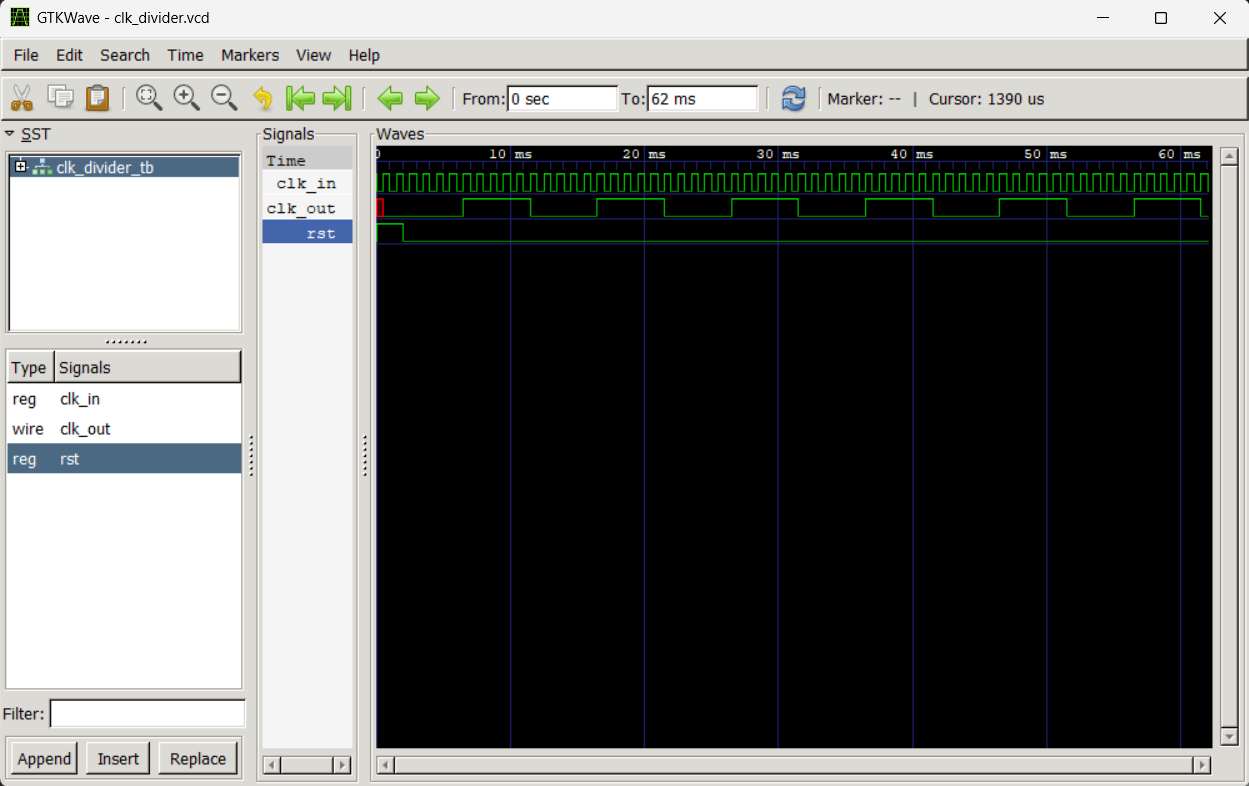 GTKWave - clk_divider.vcd
File Edit Search Time Markers View Help
From: 0 sec To: 62 ms Marker: -- | Cursor: 1390 us
SST
clk_divider_tb
Type Signals
reg clk_in
wire clk_out
reg rst
Filter:
Append Insert Replace
Signals
Time
clk_in
clk_out
rst
Waves
0 10 ms 20 ms 30 ms 40 ms 50 ms 60 ms